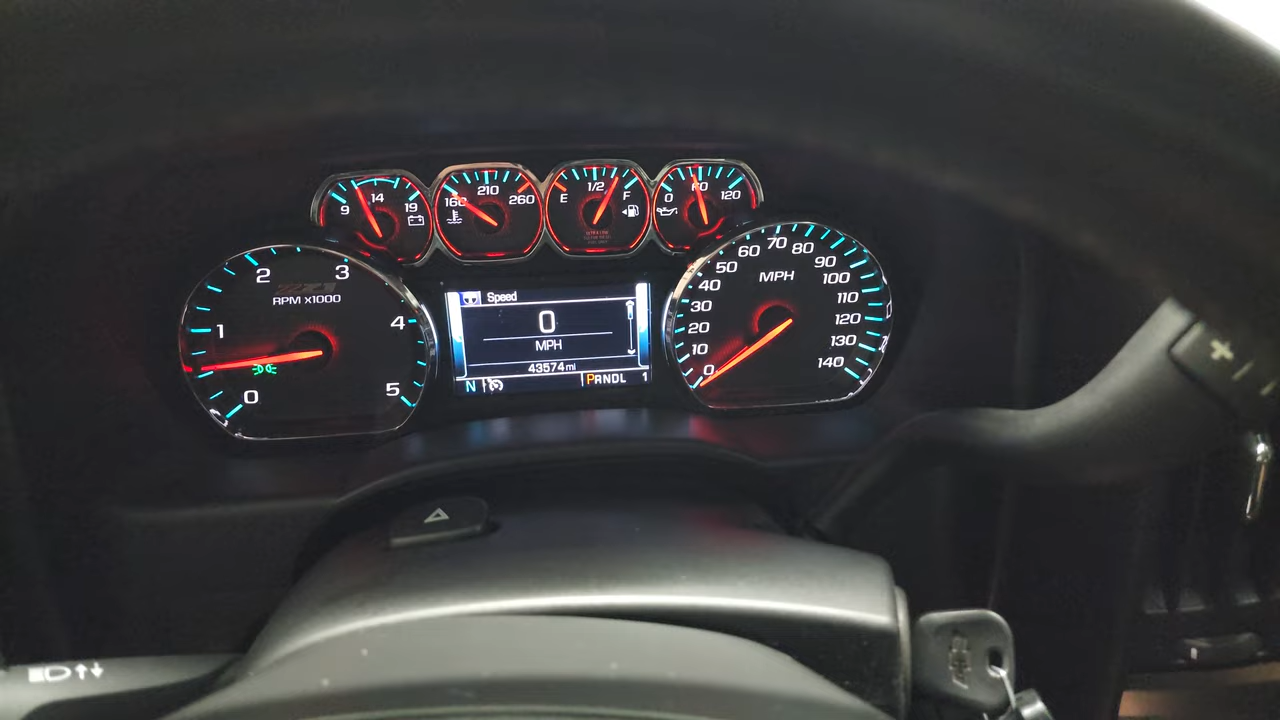 9 14 19
160 210 260
E 1/2 F
0 60 120
0 1 2 3 4 5
RPM x1000
Speed
0
MPH
43574 mi
N PRNDL 1
0 10 20 30 40 50 60 70 80 90 100 110 120 130 140
MPH
+